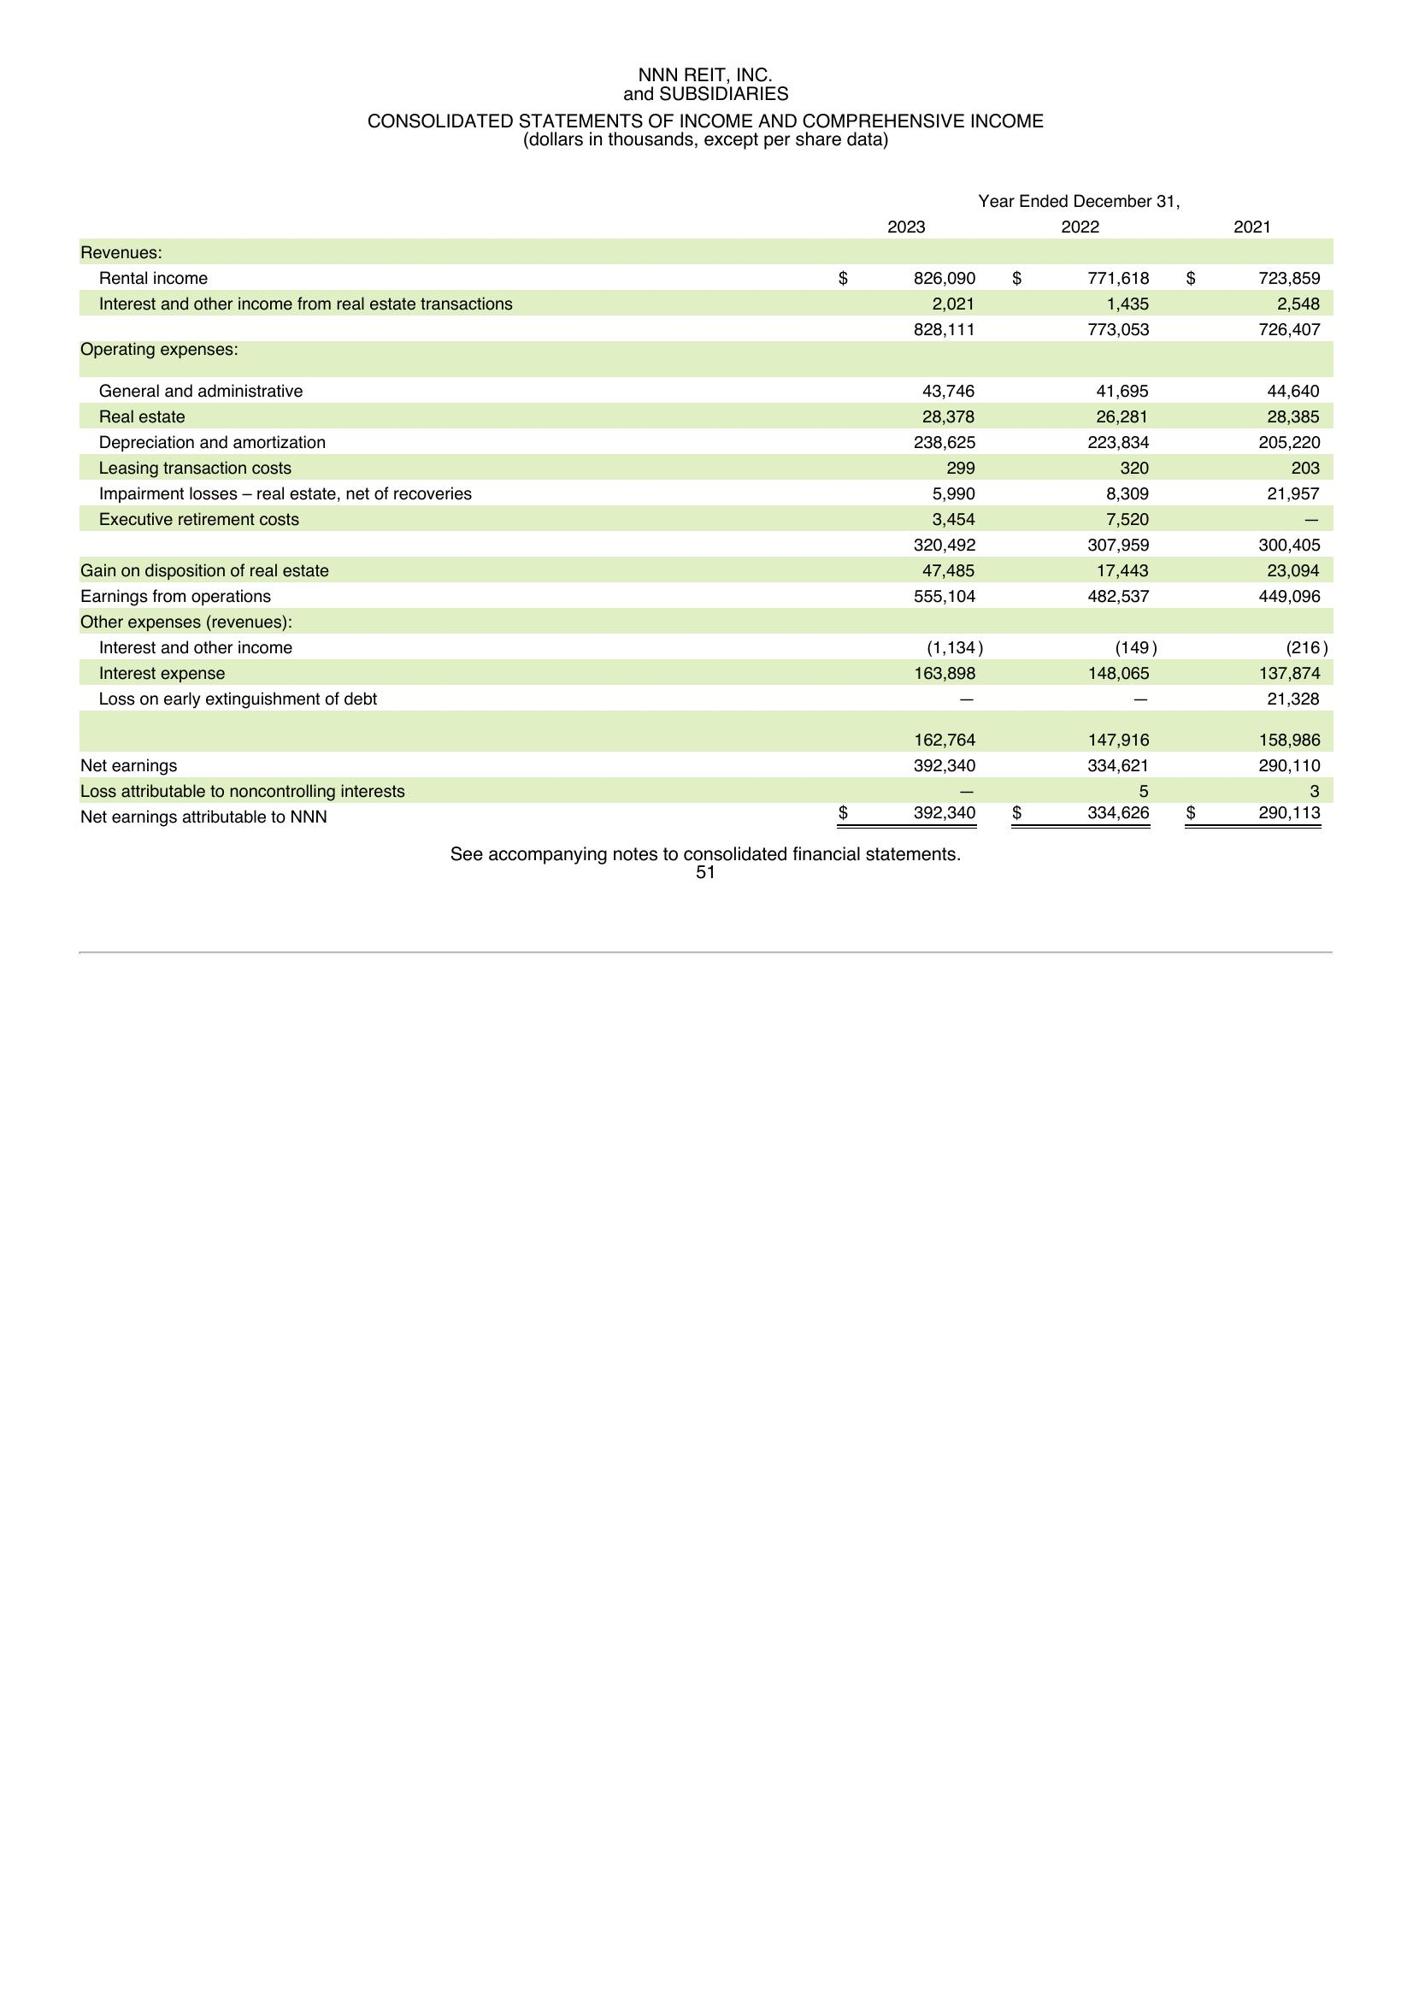 NNN REIT, INC.
and SUBSIDIARIES
CONSOLIDATED STATEMENTS OF INCOME AND COMPREHENSIVE INCOME
(dollars in thousands, except per share data)
Year Ended December 31,
2023 2022 2021
Revenues:
Rental income $ 826,090 $ 771,618 $ 723,859
Interest and other income from real estate transactions 2,021 1,435 2,548
828,111 773,053 726,407
Operating expenses:
General and administrative 43,746 41,695 44,640
Real estate 28,378 26,281 28,385
Depreciation and amortization 238,625 223,834 205,220
Leasing transaction costs 299 320 203
Impairment losses – real estate, net of recoveries 5,990 8,309 21,957
Executive retirement costs 3,454 7,520 —
320,492 307,959 300,405
Gain on disposition of real estate 47,485 17,443 23,094
Earnings from operations 555,104 482,537 449,096
Other expenses (revenues):
Interest and other income (1,134) (149) (216)
Interest expense 163,898 148,065 137,874
Loss on early extinguishment of debt — — 21,328
162,764 147,916 158,986
Net earnings 392,340 334,621 290,110
Loss attributable to noncontrolling interests — 5 3
Net earnings attributable to NNN $ 392,340 $ 334,626 $ 290,113
See accompanying notes to consolidated financial statements.
51